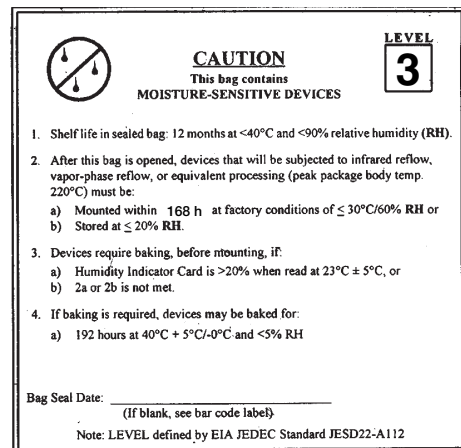 LEVEL
3
CAUTION
This bag contains
MOISTURE-SENSITIVE DEVICES
1. Shelf life in sealed bag: 12 months at <40°C and <90% relative humidity (RH).
2. After this bag is opened, devices that will be subjected to infrared reflow,
vapor-phase reflow, or equivalent processing (peak package body temp.
220°C) must be:
a) Mounted within 168 h at factory conditions of ≤ 30°C/60% RH or
b) Stored at ≤ 20% RH.
3. Devices require baking, before mounting, if:
a) Humidity Indicator Card is >20% when read at 23°C ± 5°C, or
b) 2a or 2b is not met.
4. If baking is required, devices may be baked for:
a) 192 hours at 40°C + 5°C/-0°C and <5% RH
Bag Seal Date:
(If blank, see bar code label)
Note: LEVEL defined by EIA JEDEC Standard JESD22-A112